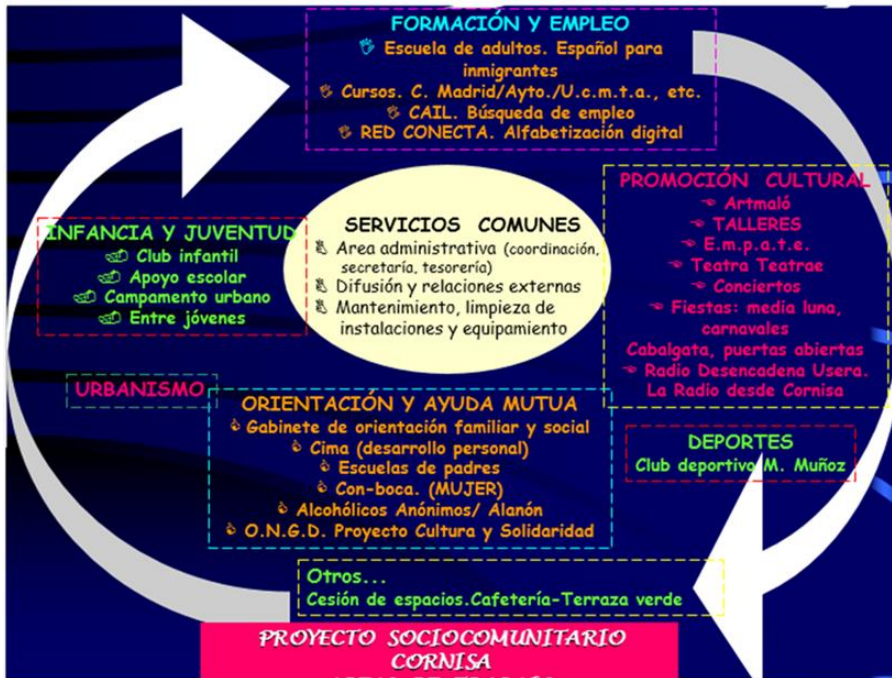 FORMACIÓN Y EMPLEO
Escuela de adultos. Español para
inmigrantes
Cursos. C. Madrid/Ayto./U.c.m.t.a., etc.
CAIL. Búsqueda de empleo
RED CONECTA. Alfabetización digital
PROMOCIÓN CULTURAL
Artmaló
TALLERES
E.m.p.a.t.e.
Teatra Teatrae
Conciertos
Fiestas: media luna,
carnavales
Cabalgata, puertas abiertas
Radio Desencadena Usera.
La Radio desde Cornisa
SERVICIOS COMUNES
Area administrativa (coordinación,
secretaría, tesorería)
Difusión y relaciones externas
Mantenimiento, limpieza de
instalaciones y equipamiento
INFANCIA Y JUVENTUD
Club infantil
Apoyo escolar
Campamento urbano
Entre jóvenes
URBANISMO
ORIENTACIÓN Y AYUDA MUTUA
Gabinete de orientación familiar y social
Cima (desarrollo personal)
Escuelas de padres
Con-boca. (MUJER)
Alcohólicos Anónimos/ Alanón
O.N.G.D. Proyecto Cultura y Solidaridad
DEPORTES
Club deportivo M. Muñoz
Otros...
Cesión de espacios.Cafetería-Terraza verde
PROYECTO SOCIOCOMUNITARIO
CORNISA